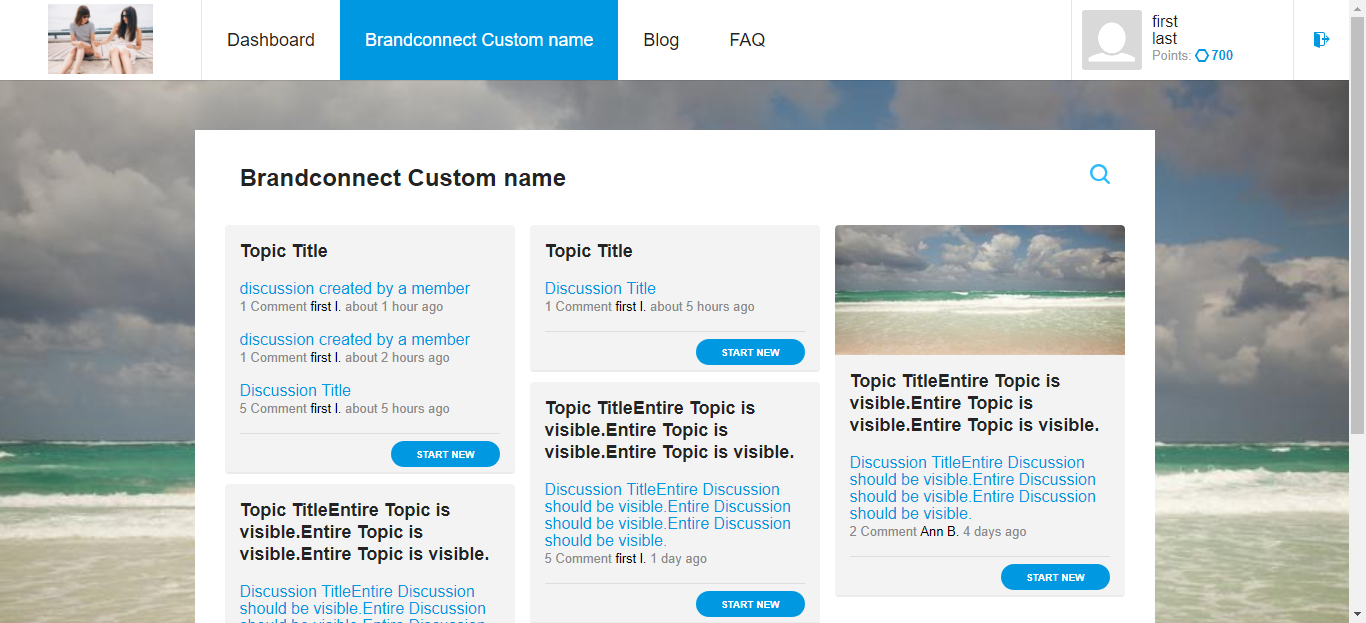 Dashboard
Brandconnect Custom name
Blog
FAQ
first
last
Points: 700
Brandconnect Custom name
Topic Title
discussion created by a member
1 Comment first l. about 1 hour ago
discussion created by a member
1 Comment first l. about 2 hours ago
Discussion Title
5 Comment first l. about 5 hours ago
START NEW
Topic TitleEntire Topic is
visible.Entire Topic is
visible.Entire Topic is visible.
Discussion TitleEntire Discussion
should be visible.Entire Discussion
should be visible.Entire Discussion
Topic Title
Discussion Title
1 Comment first l. about 5 hours ago
START NEW
Topic TitleEntire Topic is
visible.Entire Topic is
visible.Entire Topic is visible.
Discussion TitleEntire Discussion
should be visible.Entire Discussion
should be visible.Entire Discussion
should be visible.
5 Comment first l. 1 day ago
START NEW
Topic TitleEntire Topic is
visible.Entire Topic is
visible.Entire Topic is visible.
Discussion TitleEntire Discussion
should be visible.Entire Discussion
should be visible.Entire Discussion
should be visible.
2 Comment Ann B. 4 days ago
START NEW